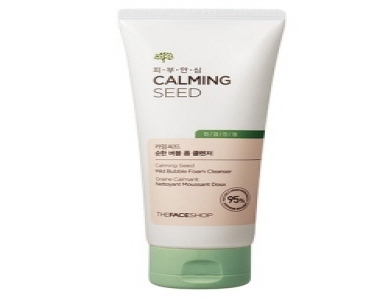 피·부·안·심
CALMING
SEED
카밍씨드
순한 버블 폼 클렌저
Calming Seed
Mild Bubble Foam Cleanser
Graine Calmant
Nettoyant Moussant Doux
95%
THEFACESHOP